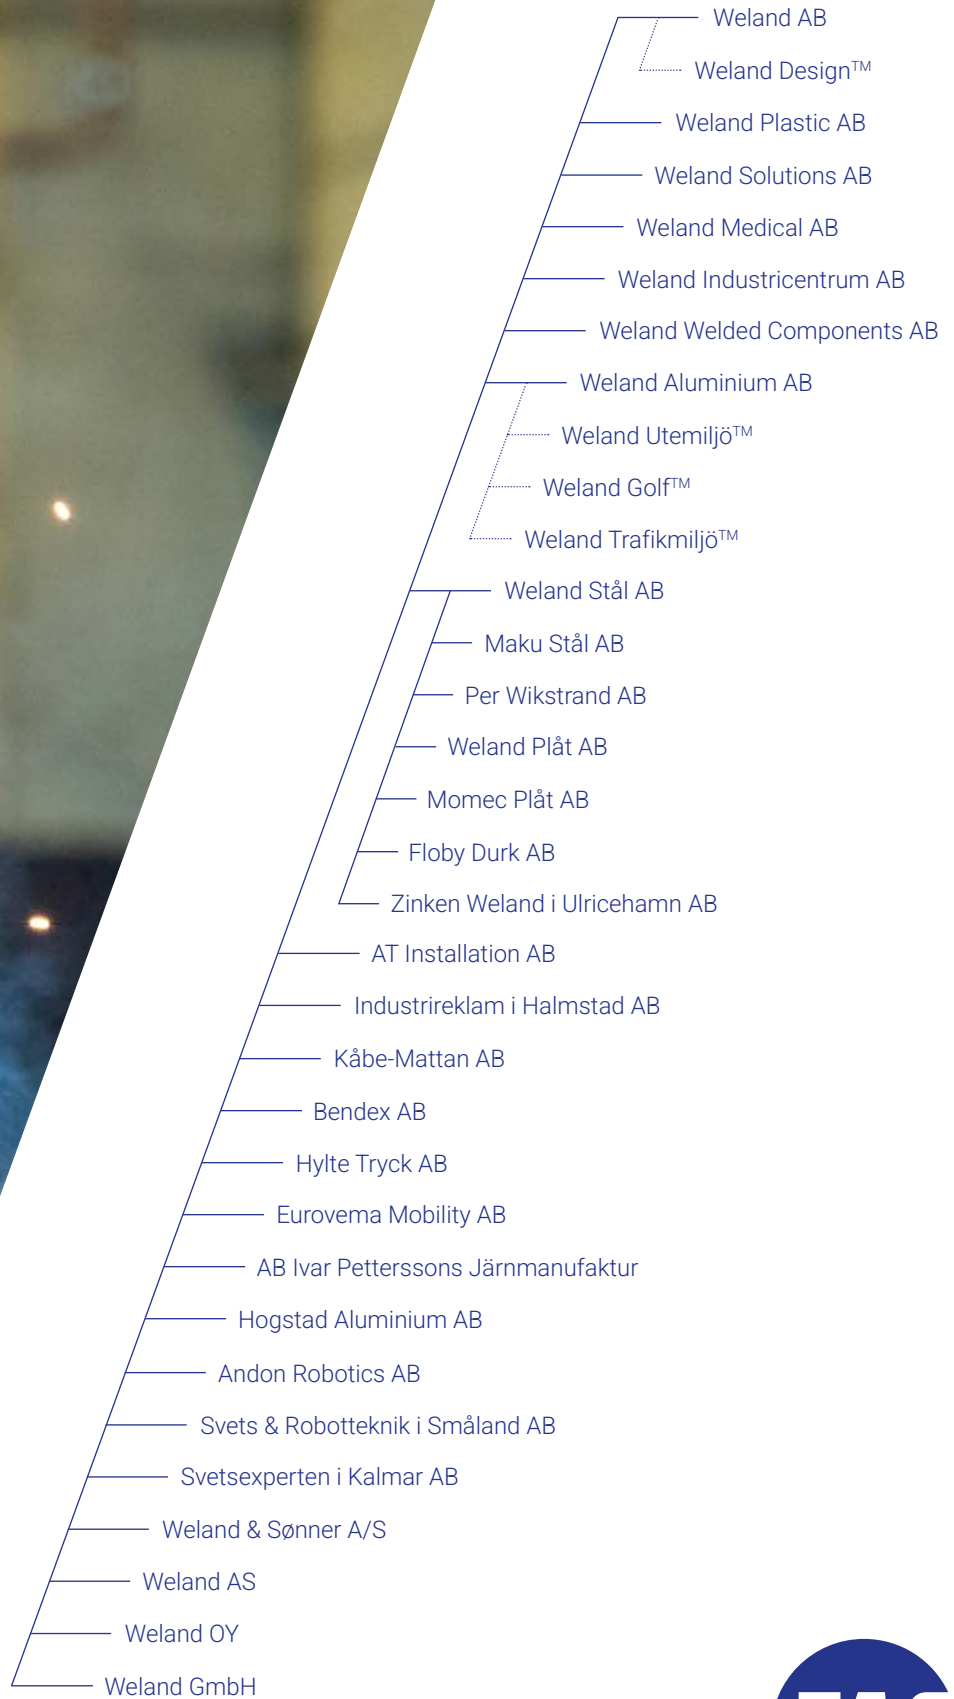 Weland AB
Weland Design™
Weland Plastic AB
Weland Solutions AB
Weland Medical AB
Weland Industricentrum AB
Weland Welded Components AB
Weland Aluminium AB
Weland Utemiljö™
Weland Golf™
Weland Trafikmiljö™
Weland Stål AB
Maku Stål AB
Per Wikstrand AB
Weland Plåt AB
Momec Plåt AB
Floby Durk AB
Zinken Weland i Ulricehamn AB
AT Installation AB
Industrireklam i Halmstad AB
Kåbe-Mattan AB
Bendex AB
Hylte Tryck AB
Eurovema Mobility AB
AB Ivar Petterssons Järnmanufaktur
Hogstad Aluminium AB
Andon Robotics AB
Svets & Robotteknik i Småland AB
Svetsexperten i Kalmar AB
Weland & Sønner A/S
Weland AS
Weland OY
Weland GmbH